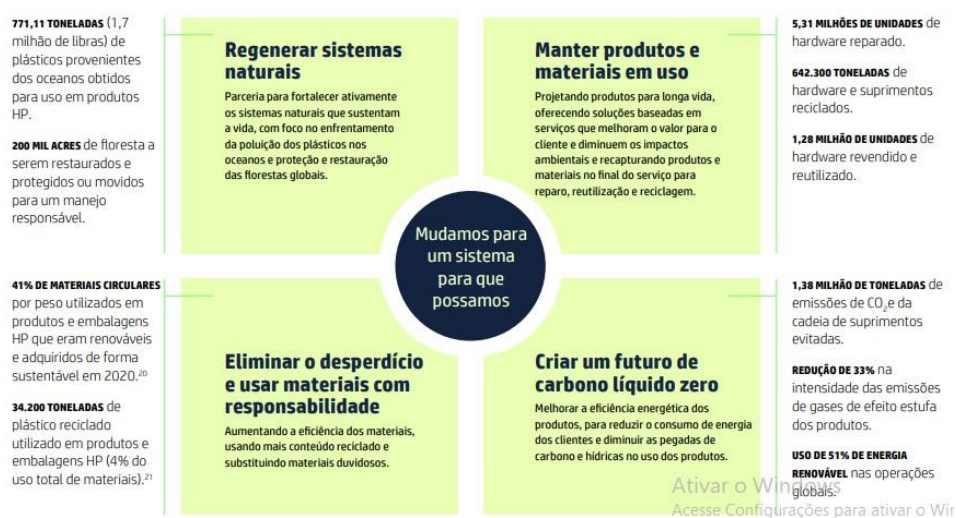 771,11 TONELADAS (1,7
milhão de libras) de
plásticos provenientes
dos oceanos obtidos
para uso em produtos
HP.
200 MIL ACRES de floresta a
serem restaurados e
protegidos ou movidos
para um manejo
responsável.
Regenerar sistemas
naturais
Parceria para fortalecer ativamente
os sistemas naturais que sustentam
a vida, com foco no enfrentamento
da poluição dos plásticos nos
oceanos e proteção e restauração
das florestas globais.
Manter produtos e
materiais em uso
Projetando produtos para longa vida,
oferecendo soluções baseadas em
serviços que melhoram o valor para o
cliente e diminuem os impactos
ambientais e recapturando produtos e
materiais no final do serviço para
reparo, reutilização e reciclagem.
5,31 MILHÕES DE UNIDADES de
hardware reparado.
642.300 TONELADAS de
hardware e suprimentos
reciclados.
1,28 MILHÃO DE UNIDADES de
hardware revendido e
reutilizado.
Mudamos para
um sistema
para que
possamos
41% DE MATERIAIS CIRCULARES
por peso utilizados em
produtos e embalagens
HP que eram renováveis
e adquiridos de forma
sustentável em 2020.20
34.200 TONELADAS de
plástico reciclado
utilizado em produtos e
embalagens HP (4% do
uso total de materiais).21
Eliminar o desperdício
e usar materiais com
responsabilidade
Aumentando a eficiência dos materiais,
usando mais conteúdo reciclado e
substituindo materiais duvidosos.
Criar um futuro de
carbono líquido zero
Melhorar a eficiência energética dos
produtos, para reduzir o consumo de energia
dos clientes e diminuir as pegadas de
carbono e hídricas no uso dos produtos.
1,38 MILHÃO DE TONELADAS de
emissões de CO2e da
cadeia de suprimentos
evitadas.
REDUÇÃO DE 33% na
intensidade das emissões
de gases de efeito estufa
dos produtos.
USO DE 51% DE ENERGIA
RENOVÁVEL nas operações
globais.
Ativar o Windows
Acesse Configurações para ativar o Win